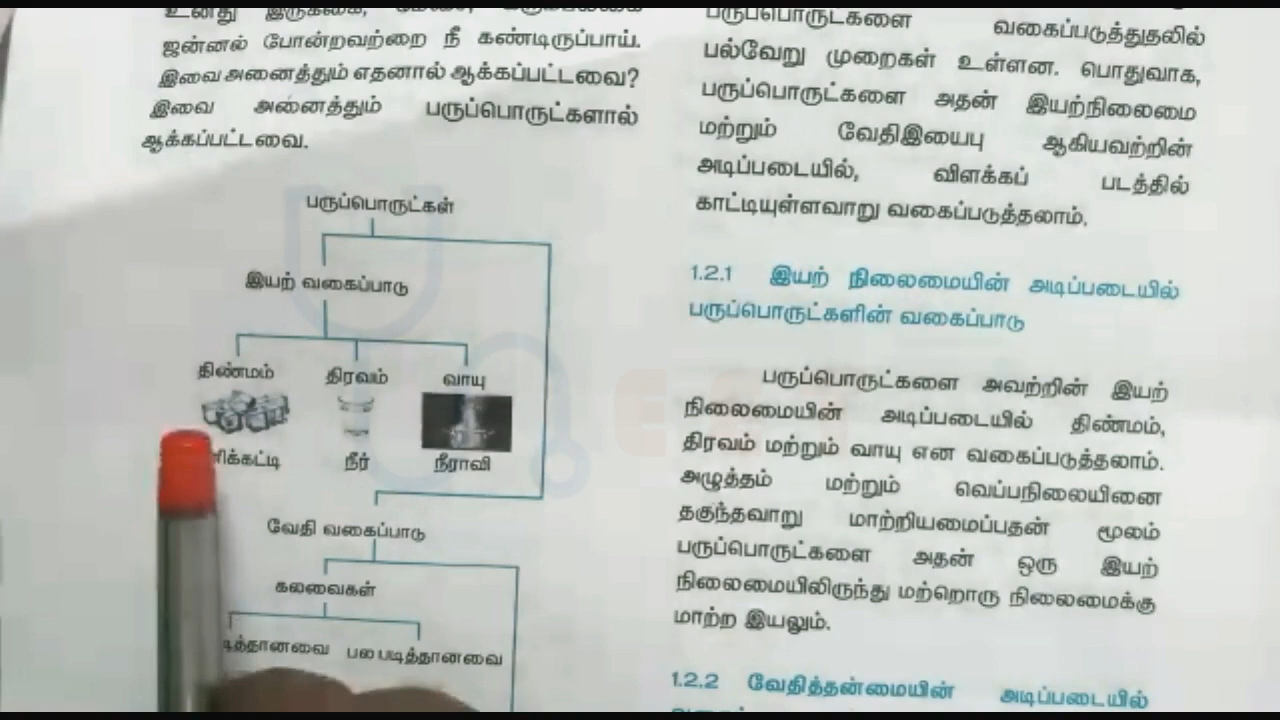 ஜன்னல் போன்றவற்றை நீ கண்டிருப்பாய்.
இவை அனைத்தும் எதனால் ஆக்கப்பட்டவை?
இவை அனைத்தும் பருப்பொருட்களால்
ஆக்கப்பட்டவை.
பருப்பொருட்கள்
இயற் வகைப்பாடு
திண்மம் திரவம் வாயு
நீர் நீராவி
வேதி வகைப்பாடு
கலவைகள்
பலபடித்தானவை
பருப்பொருட்களை வகைப்படுத்துதலில்
பல்வேறு முறைகள் உள்ளன. பொதுவாக,
பருப்பொருட்களை அதன் இயற்நிலைமை
மற்றும் வேதிஇயைபு ஆகியவற்றின்
அடிப்படையில், விளக்கப் படத்தில்
காட்டியுள்ளவாறு வகைப்படுத்தலாம்.
1.2.1 இயற் நிலைமையின் அடிப்படையில்
பருப்பொருட்களின் வகைப்பாடு
பருப்பொருட்களை அவற்றின் இயற்
நிலைமையின் அடிப்படையில் திண்மம்,
திரவம் மற்றும் வாயு என வகைப்படுத்தலாம்.
அழுத்தம் மற்றும் வெப்பநிலையினை
தகுந்தவாறு மாற்றியமைப்பதன் மூலம்
பருப்பொருட்களை அதன் ஒரு இயற்
நிலைமையிலிருந்து மற்றொரு நிலைமைக்கு
மாற்ற இயலும்.
1.2.2 வேதித்தன்மையின் அடிப்படையில்